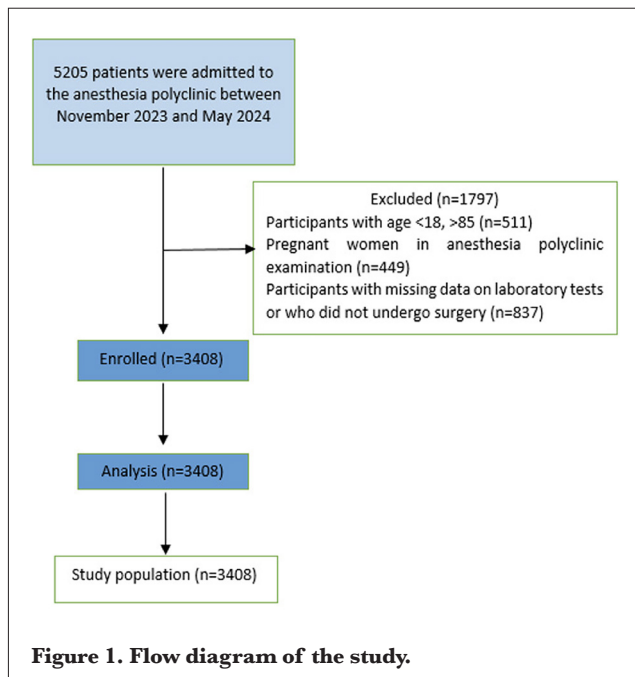 5205 patients were admitted to
the anesthesia polyclinic between
November 2023 and May 2024
Excluded (n=1797)
Participants with age <18, >85 (n=511)
Pregnant women in anesthesia polyclinic
examination (n=449)
Participants with missing data on laboratory tests
or who did not undergo surgery (n=837)
Enrolled (n=3408)
Analysis (n=3408)
Study population (n=3408)
Figure 1. Flow diagram of the study.